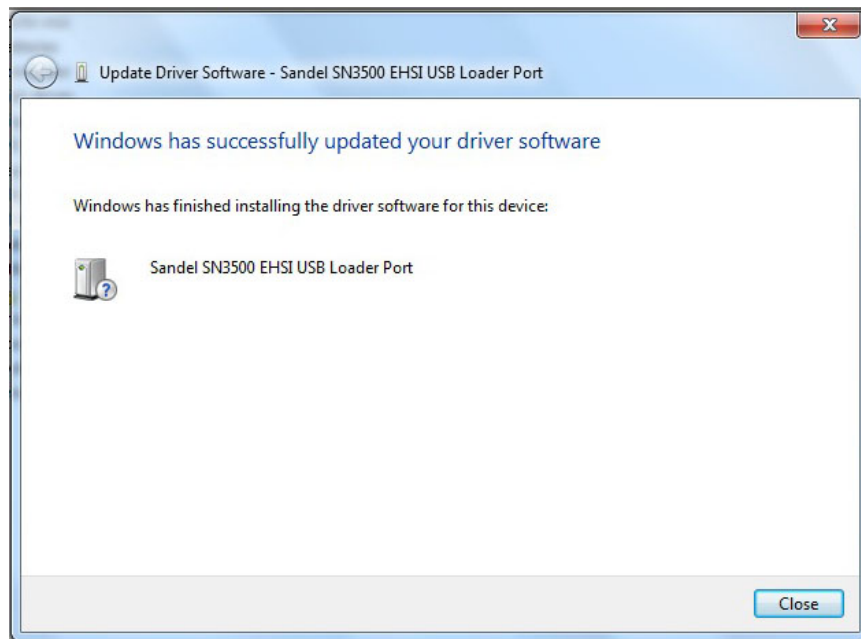 Update Driver Software - Sandel SN3500 EHSI USB Loader Port
Windows has successfully updated your driver software
Windows has finished installing the driver software for this device:
Sandel SN3500 EHSI USB Loader Port
Close